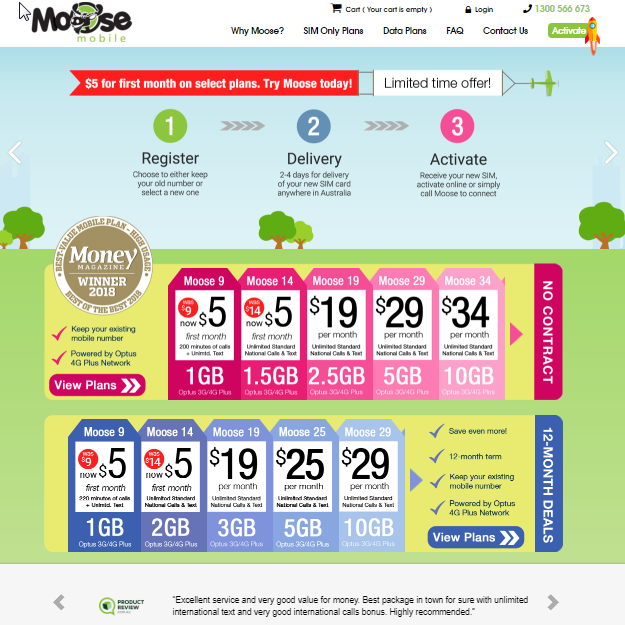 Moose
mobile
Cart ( Your cart is empty )
Login
1300 566 673
Why Moose?
SIM Only Plans
Data Plans
FAQ
Contact Us
Activate
$5 for first month on select plans. Try Moose today!
Limited time offer!
1
2
3
Register
Delivery
Activate
Choose to either keep
your old number or
select a new one
2-4 days for delivery
of your new SIM card
anywhere in Australia
Receive your new SIM,
activate online or simply
call Moose to connect
BEST-VALUE MOBILE PLAN - HIGH USAGE
Money
MAGAZINE
WINNER
2018
BEST OF THE BEST 2018
Keep your existing
mobile number
Powered by Optus
4G Plus Network
View Plans
Moose 9
was
$9
now $5
first month
200 minutes of calls
+ Unlmtd. Text
1GB
Optus 3G/4G Plus
Moose 14
was
$14
now $5
first month
Unlimited Standard
National Calls & Text
1.5GB
Optus 3G/4G Plus
Moose 19
$19
per month
Unlimited Standard
National Calls & Text
2.5GB
Optus 3G/4G Plus
Moose 29
$29
per month
Unlimited Standard
National Calls & Text
5GB
Optus 3G/4G Plus
Moose 34
$34
per month
Unlimited Standard
National Calls & Text
10GB
Optus 3G/4G Plus
NO CONTRACT
Moose 9
was
$9
now $5
first month
220 minutes of calls
+ Unlmtd. Text
1GB
Optus 3G/4G Plus
Moose 14
was
$14
now $5
first month
Unlimited Standard
National Calls & Text
2GB
Optus 3G/4G Plus
Moose 19
$19
per month
Unlimited Standard
National Calls & Text
3GB
Optus 3G/4G Plus
Moose 25
$25
per month
Unlimited Standard
National Calls & Text
5GB
Optus 3G/4G Plus
Moose 29
$29
per month
Unlimited Standard
National Calls & Text
10GB
Optus 3G/4G Plus
Save even more!
12-month term
Keep your existing
mobile number
Powered by Optus
4G Plus Network
View Plans
12-MONTH DEALS
PRODUCT
REVIEW
"Excellent service and very good value for money. Best package in town for sure with unlimited
international text and very good international calls bonus. Highly recommended."